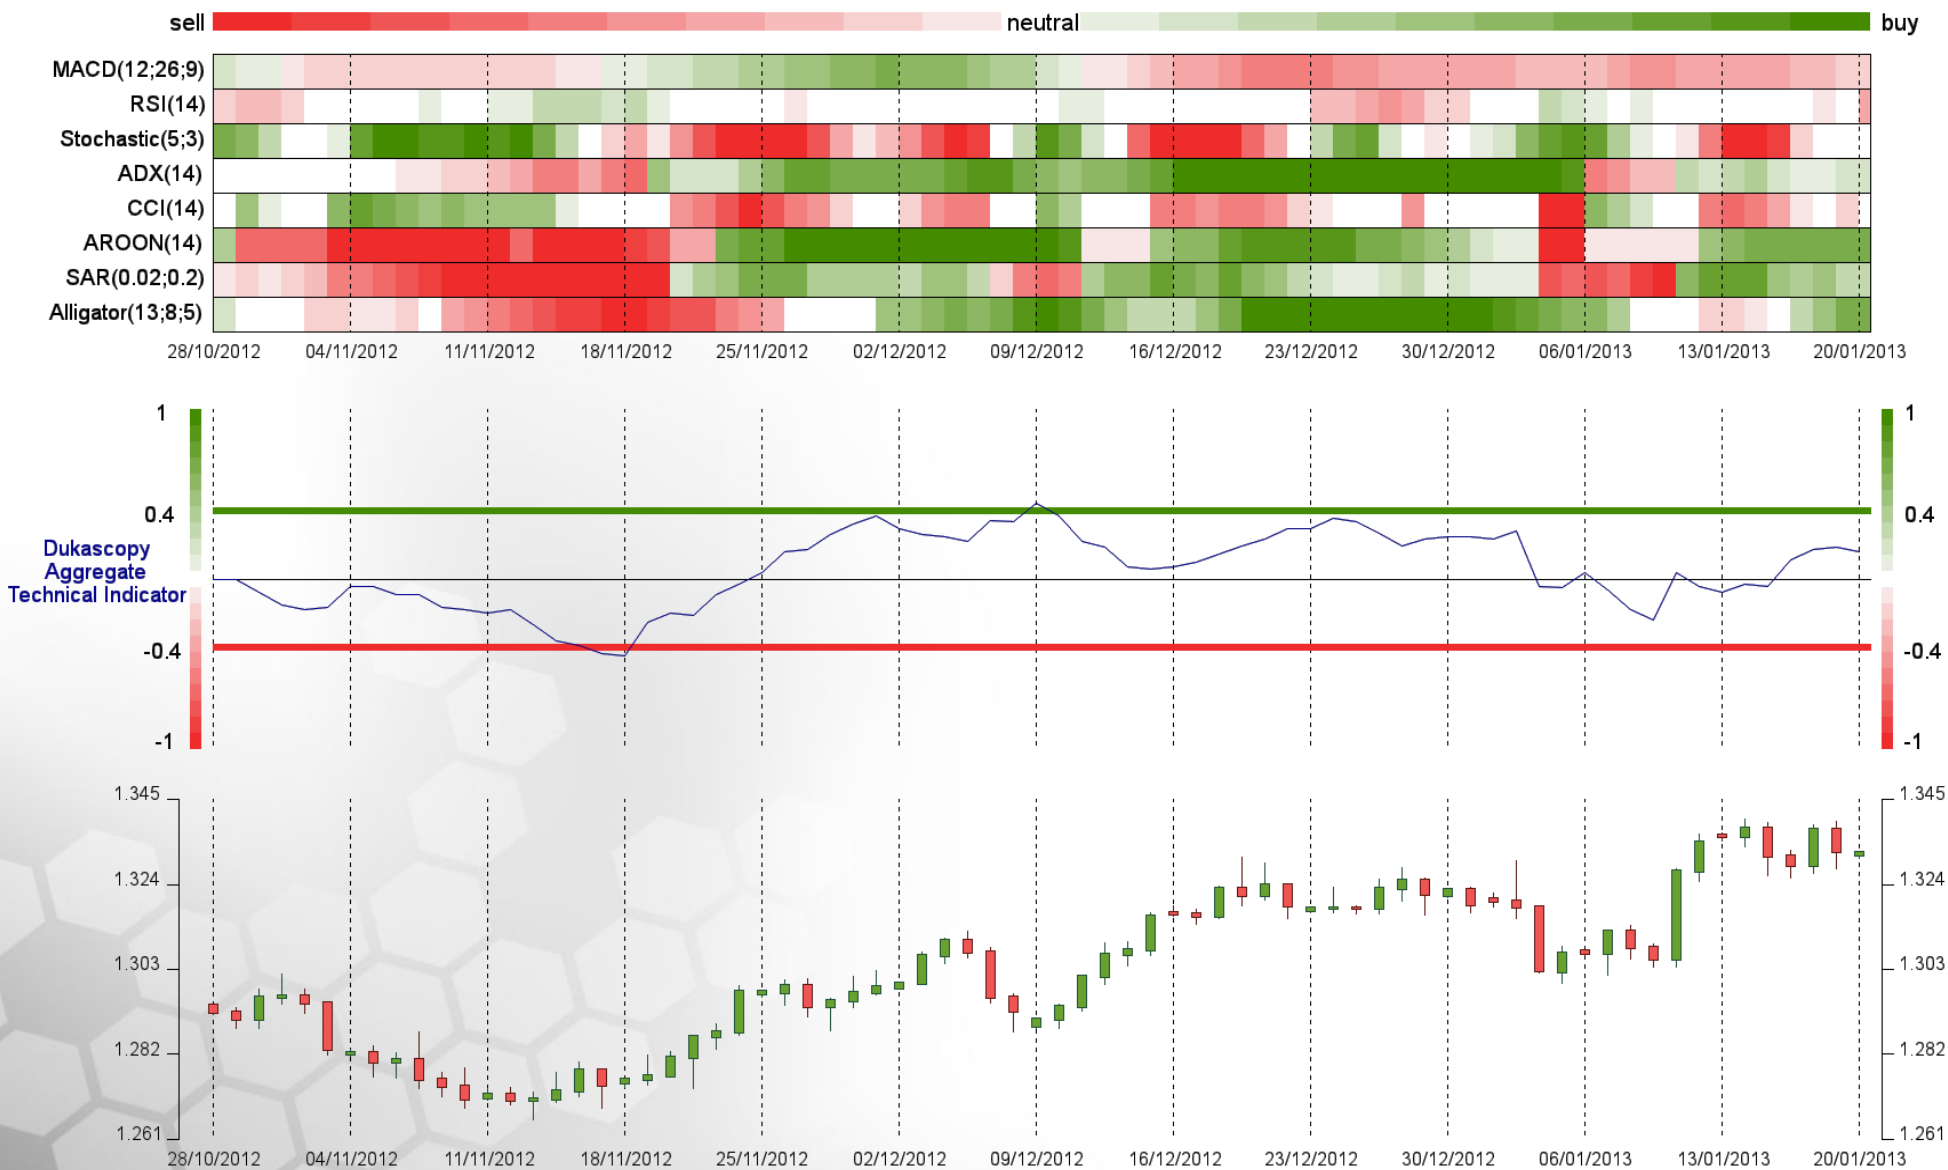 sell neutral buy
MACD(12;26;9)
RSI(14)
Stochastic(5;3)
ADX(14)
CCI(14)
AROON(14)
SAR(0.02;0.2)
Alligator(13;8;5)
28/10/2012 04/11/2012 11/11/2012 18/11/2012 25/11/2012 02/12/2012 09/12/2012 16/12/2012 23/12/2012 30/12/2012 06/01/2013 13/01/2013 20/01/2013
1 1
0.4 0.4
Dukascopy
Aggregate
Technical Indicator
-0.4 -0.4
-1 -1
1.345 1.345
1.324 1.324
1.303 1.303
1.282 1.282
1.261 1.261
28/10/2012 04/11/2012 11/11/2012 18/11/2012 25/11/2012 02/12/2012 09/12/2012 16/12/2012 23/12/2012 30/12/2012 06/01/2013 13/01/2013 20/01/2013